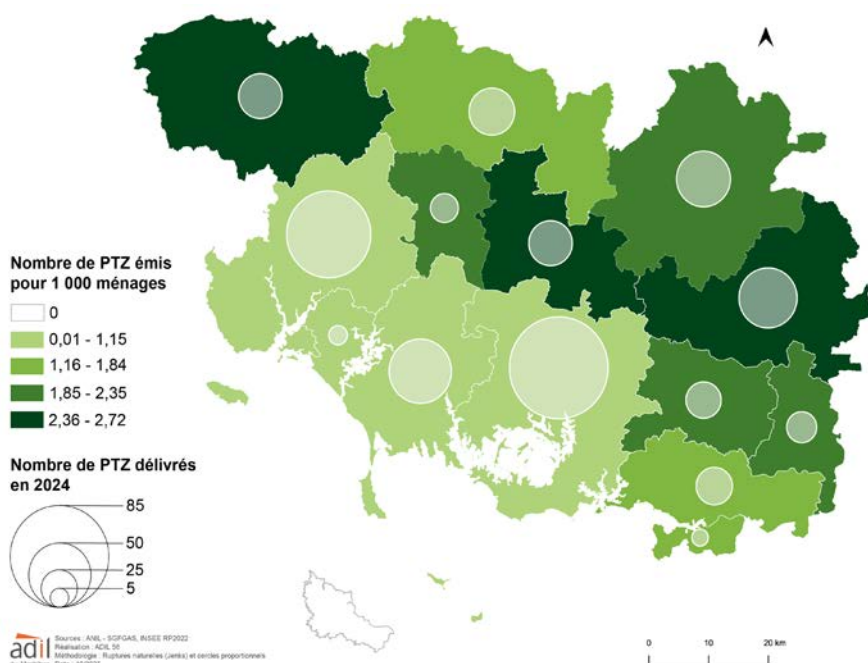 Nombre de PTZ émis
pour 1 000 ménages
0
0,01 - 1,15
1,16 - 1,84
1,85 - 2,35
2,36 - 2,72
Nombre de PTZ délivrés
en 2024
85
50
25
5
adil
Sources : ANIL - SGFGAS, INSEE RP2022
Réalisation : ADIL 56
Méthodologie : Ruptures naturelles (Jenks) et cercles proportionnels
0 10 20 km